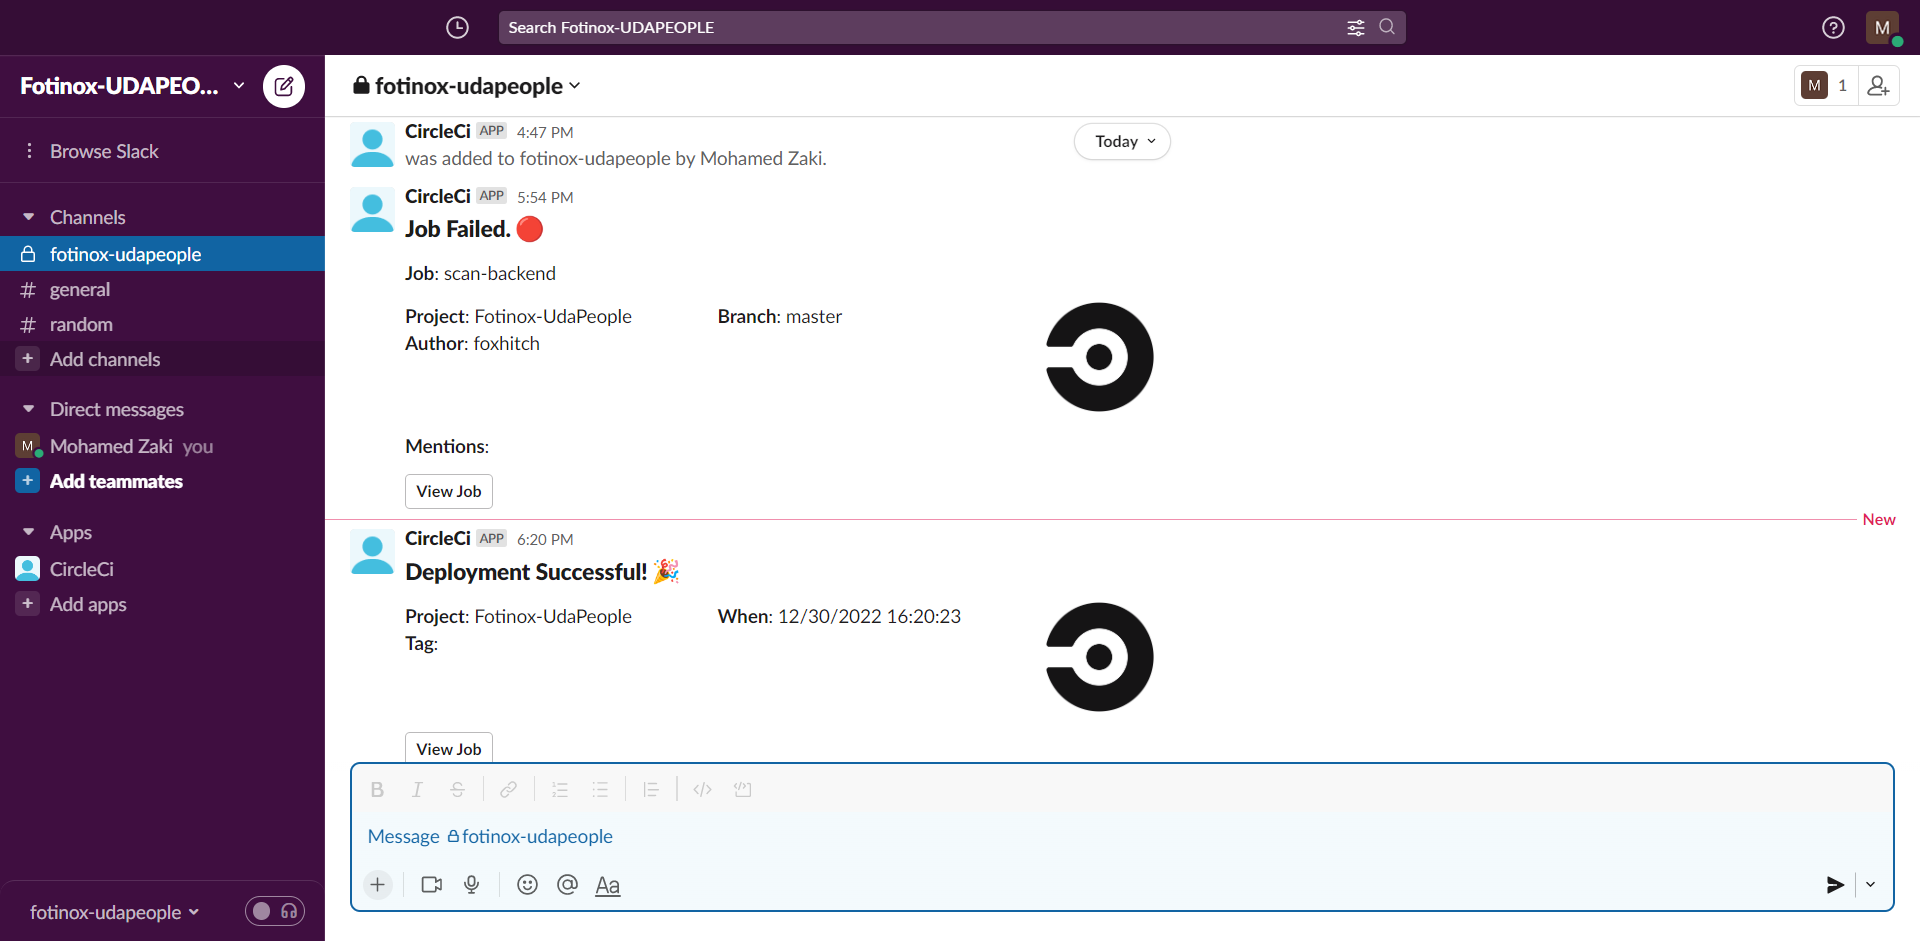 Search Fotinox-UDAPEOPLE
M
Fotinox-UDAPEO...
Browse Slack
Channels
fotinox-udapeople
general
random
+ Add channels
Direct messages
M Mohamed Zaki you
+ Add teammates
Apps
CircleCi
+ Add apps
fotinox-udapeople
fotinox-udapeople
M 1
Today
CircleCi APP 4:47 PM
was added to fotinox-udapeople by Mohamed Zaki.
CircleCi APP 5:54 PM
Job Failed. 🔴
Job: scan-backend
Project: Fotinox-UdaPeople Branch: master
Author: foxhitch
Mentions:
View Job
New
CircleCi APP 6:20 PM
Deployment Successful! 🎉
Project: Fotinox-UdaPeople When: 12/30/2022 16:20:23
Tag:
View Job
B I S
Message fotinox-udapeople
+ @ Aa